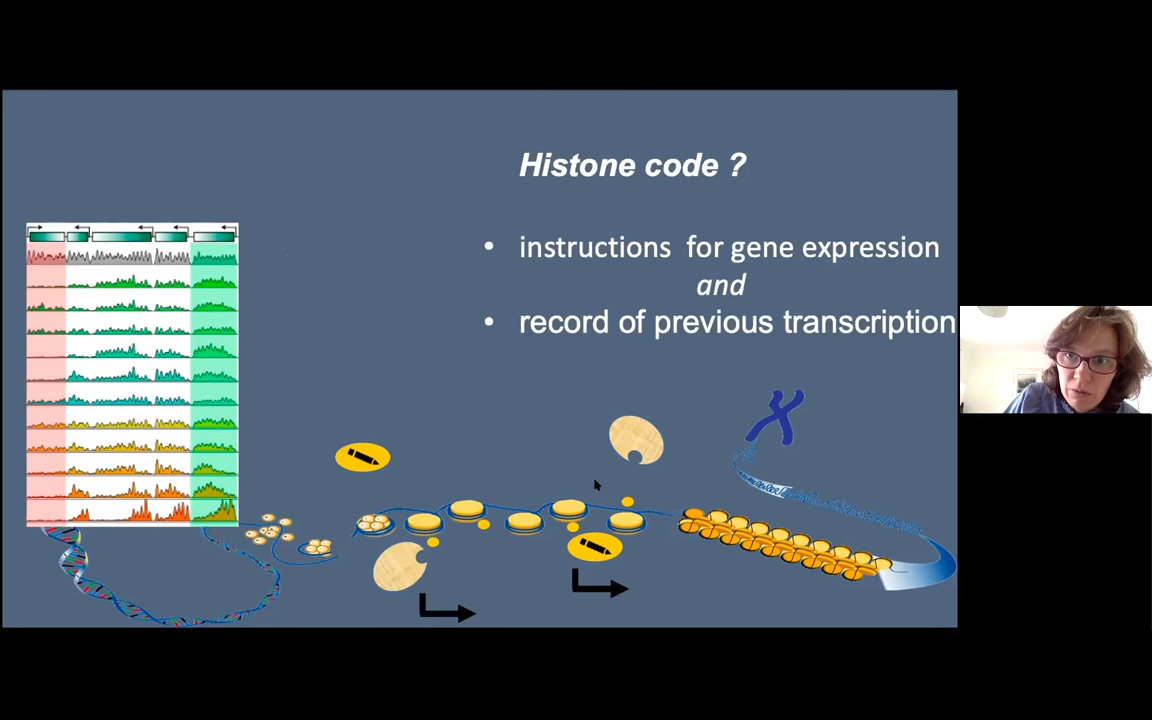 Histone code ?
• instructions for gene expression
and
• record of previous transcription